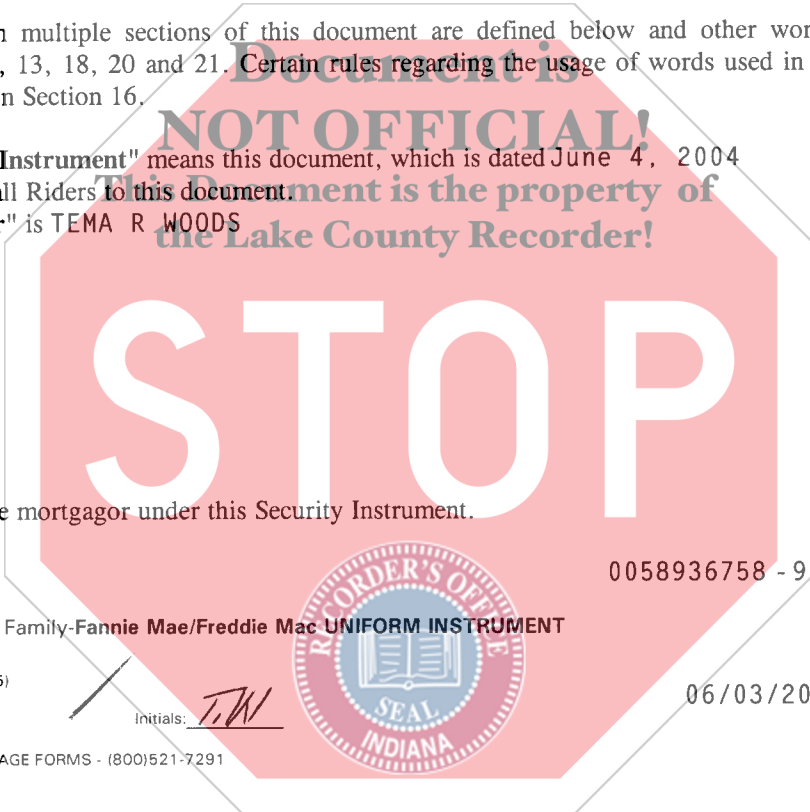 n multiple sections of this document are defined below and other wor
, 13, 18, 20 and 21. Certain rules regarding the usage of words used in
n Section 16.
Document is
NOT OFFICIAL!
This Document is the property of
the Lake County Recorder!
Instrument" means this document, which is dated June 4, 2004
all Riders to this document.
r" is TEMA R WOODS
STOP
e mortgagor under this Security Instrument.
0058936758 - 9
Family-Fannie Mae/Freddie Mac UNIFORM INSTRUMENT
RECORDER'S OFFICE
SEAL
INDIANA
5)
06/03/20
Initials: T.W
AGE FORMS - (800)521-7291